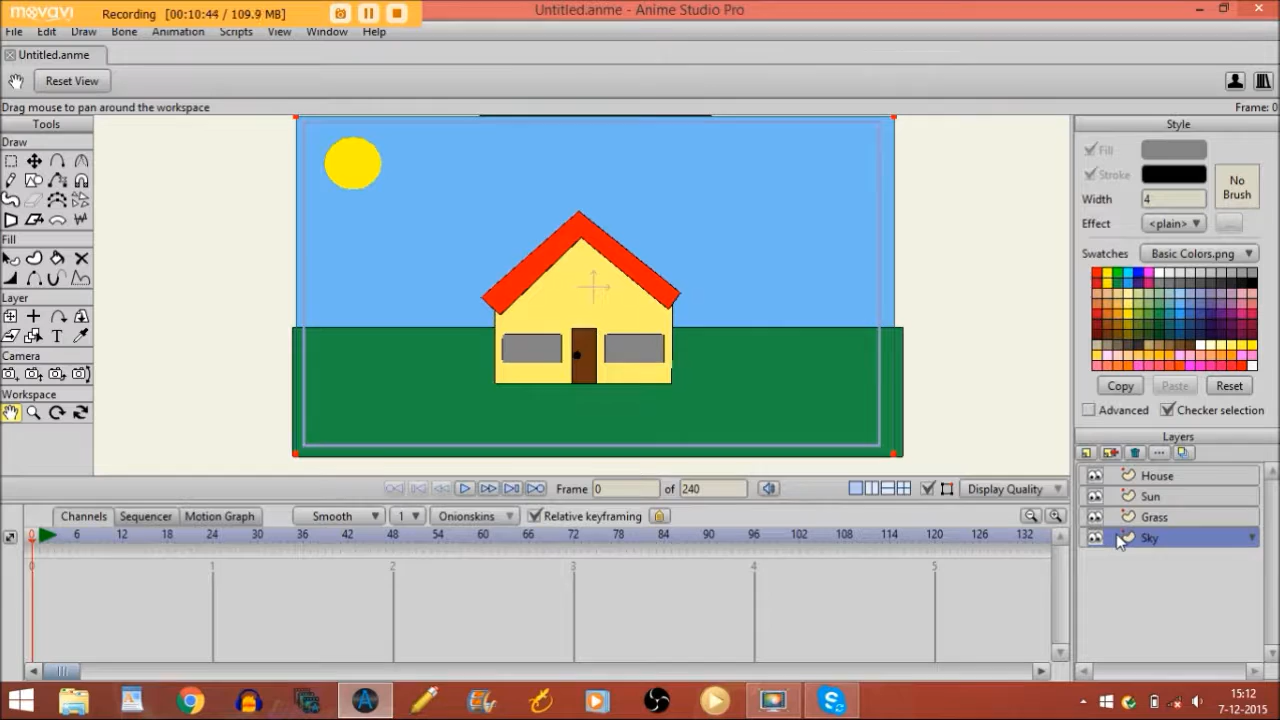 movavi Recording [00:10:44 / 109.9 MB]
Untitled.anme - Anime Studio Pro
File Edit Draw Bone Animation Scripts View Window Help
Untitled.anme
Reset View
Drag mouse to pan around the workspace
Frame: 0
Tools
Draw
Fill
Layer
Camera
Workspace
Style
Fill
Stroke
No
Brush
Width 4
Effect <plain>
Swatches Basic Colors.png
Copy Paste Reset
Advanced Checker selection
Layers
House
Sun
Grass
Sky
Frame 0 of 240 Display Quality
Channels Sequencer Motion Graph Smooth 1 Onionskins Relative keyframing
0 6 12 18 24 30 36 42 48 54 60 66 72 78 84 90 96 102 108 114 120 126 132
0 1 2 3 4 5
15:12
7-12-2015